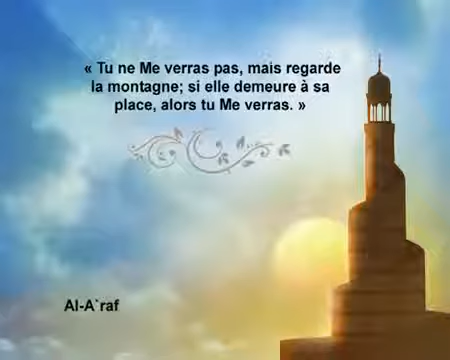 « Tu ne Me verras pas, mais regarde
la montagne; si elle demeure à sa
place, alors tu Me verras. »
Al-A`raf